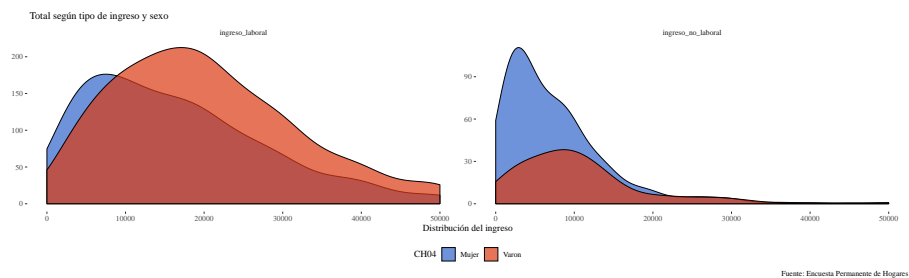 Total según tipo de ingreso y sexo
ingreso_laboral
ingreso_no_laboral
200
150
100
50
0
90
60
30
0
0 10000 20000 30000 40000 50000
0 10000 20000 30000 40000 50000
Distribución del ingreso
CH04 Mujer Varon
Fuente: Encuesta Permanente de Hogares